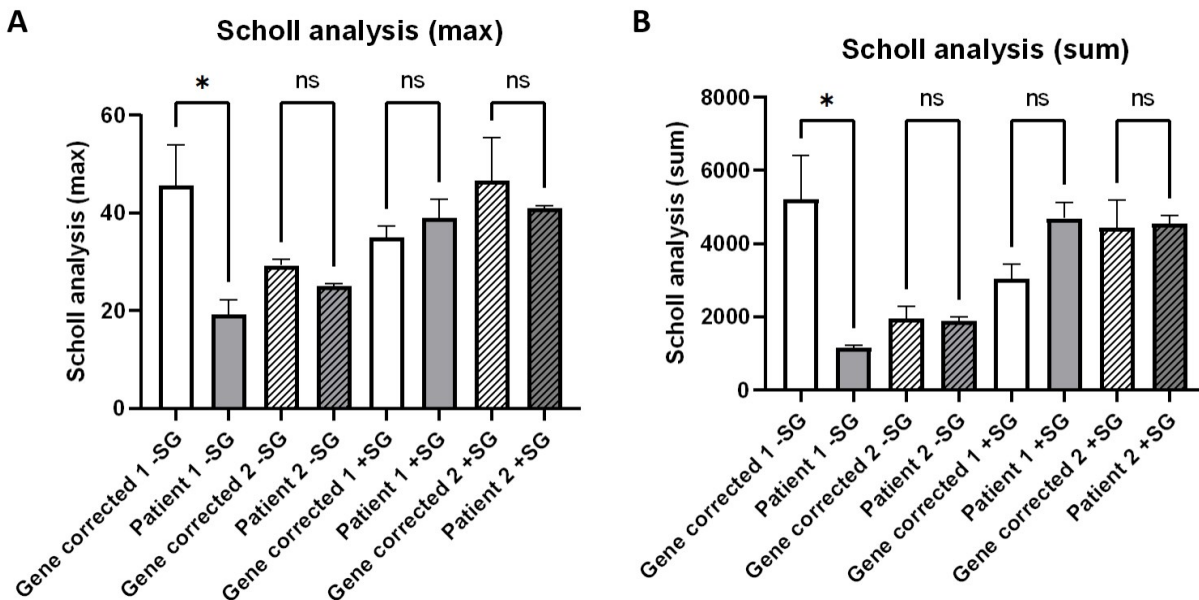 A
Scholl analysis (max)
* ns ns ns
Scholl analysis (max)
60
40
20
0
Gene corrected 1 -SG
Patient 1 -SG
Gene corrected 2 -SG
Patient 2 -SG
Gene corrected 1 +SG
Patient 1 +SG
Gene corrected 2 +SG
Patient 2 +SG
B
Scholl analysis (sum)
* ns ns ns
Scholl analysis (sum)
8000
6000
4000
2000
0
Gene corrected 1 -SG
Patient 1 -SG
Gene corrected 2 -SG
Patient 2 -SG
Gene corrected 1 +SG
Patient 1 +SG
Gene corrected 2 +SG
Patient 2 +SG